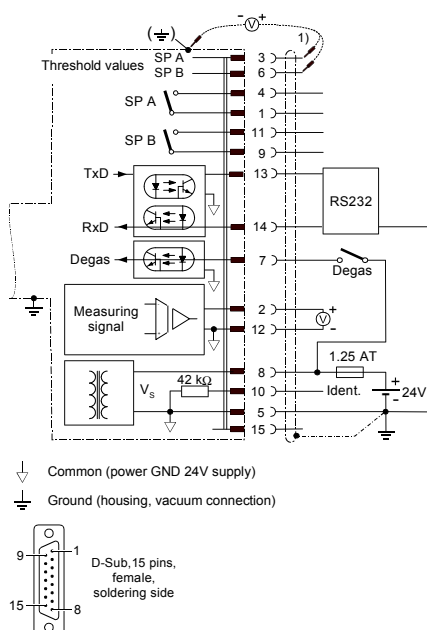 - V +
( ⏚ )
1)
Threshold values
SP A
SP B
3
6
SP A
4
1
SP B
11
9
TxD
13
RS232
RxD
14
Degas
7
Degas
Measuring
signal
2
12
+
V
-
8
1.25 AT
VS
42 kΩ
10
Ident.
+
24V
-
5
15
Common (power GND 24V supply)
Ground (housing, vacuum connection)
9
1
D-Sub,15 pins,
female,
soldering side
15
8